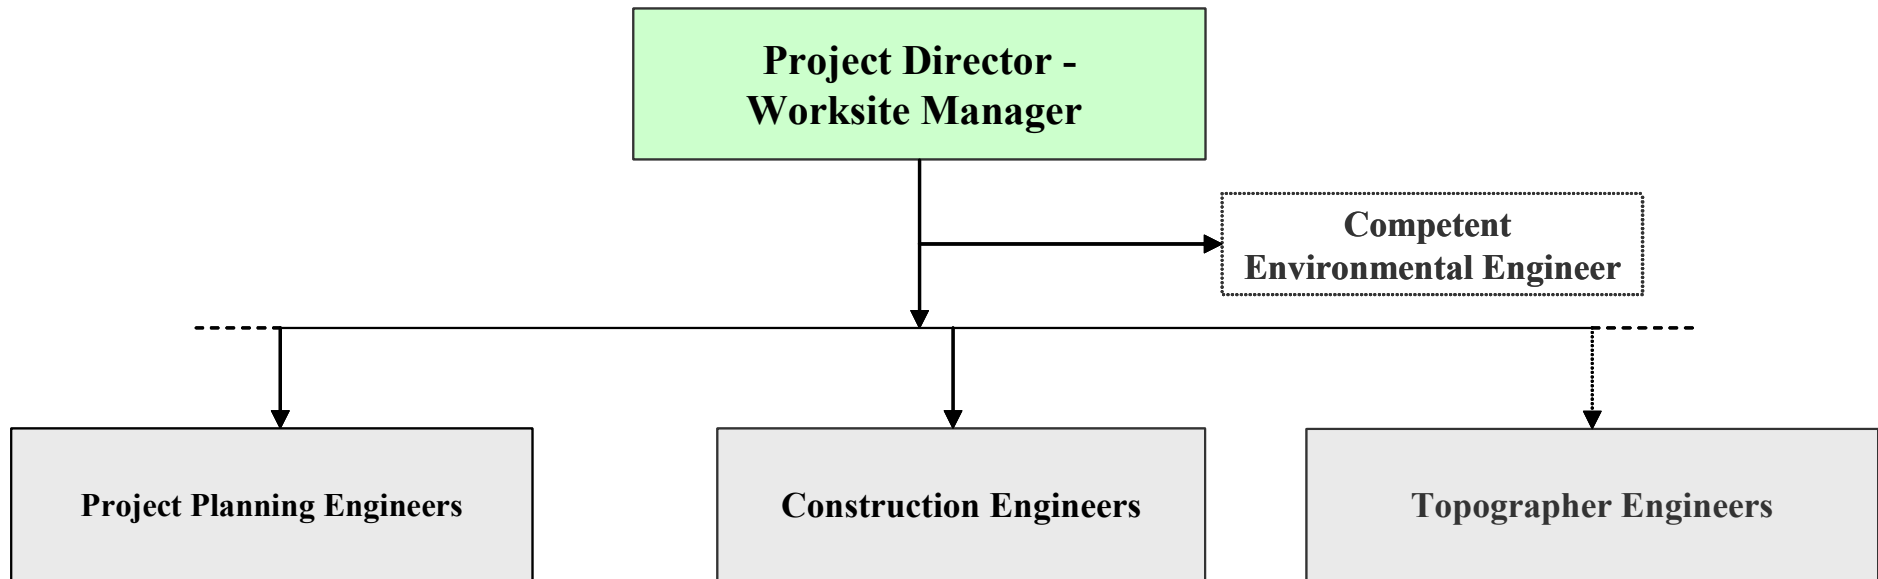 Project Director -
Worksite Manager
Competent
Environmental Engineer
Project Planning Engineers
Construction Engineers
Topographer Engineers